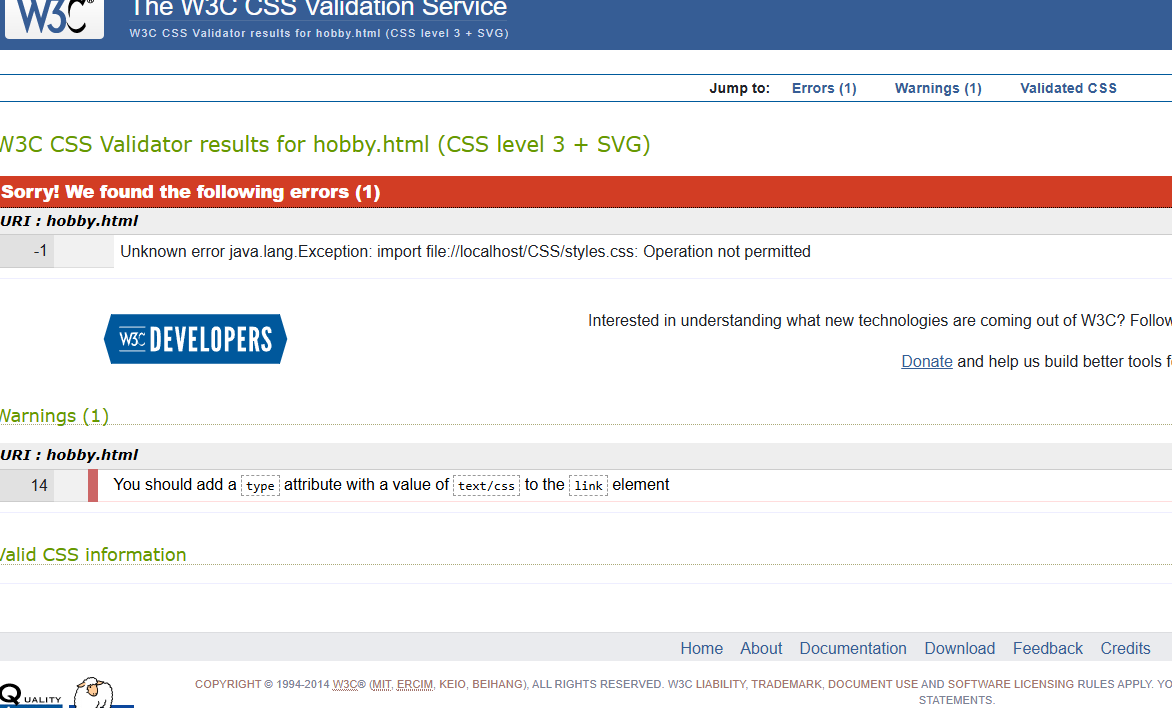 W3C®
The W3C CSS Validation Service
W3C CSS Validator results for hobby.html (CSS level 3 + SVG)
Jump to: Errors (1) Warnings (1) Validated CSS
W3C CSS Validator results for hobby.html (CSS level 3 + SVG)
Sorry! We found the following errors (1)
URI : hobby.html
-1 Unknown error java.lang.Exception: import file://localhost/CSS/styles.css: Operation not permitted
W3C DEVELOPERS
Interested in understanding what new technologies are coming out of W3C? Follow
Donate and help us build better tools f
Warnings (1)
URI : hobby.html
14 You should add a type attribute with a value of text/css to the link element
Valid CSS information
Home About Documentation Download Feedback Credits
QUALITY
COPYRIGHT © 1994-2014 W3C® (MIT, ERCIM, KEIO, BEIHANG), ALL RIGHTS RESERVED. W3C LIABILITY, TRADEMARK, DOCUMENT USE AND SOFTWARE LICENSING RULES APPLY. YO
STATEMENTS.